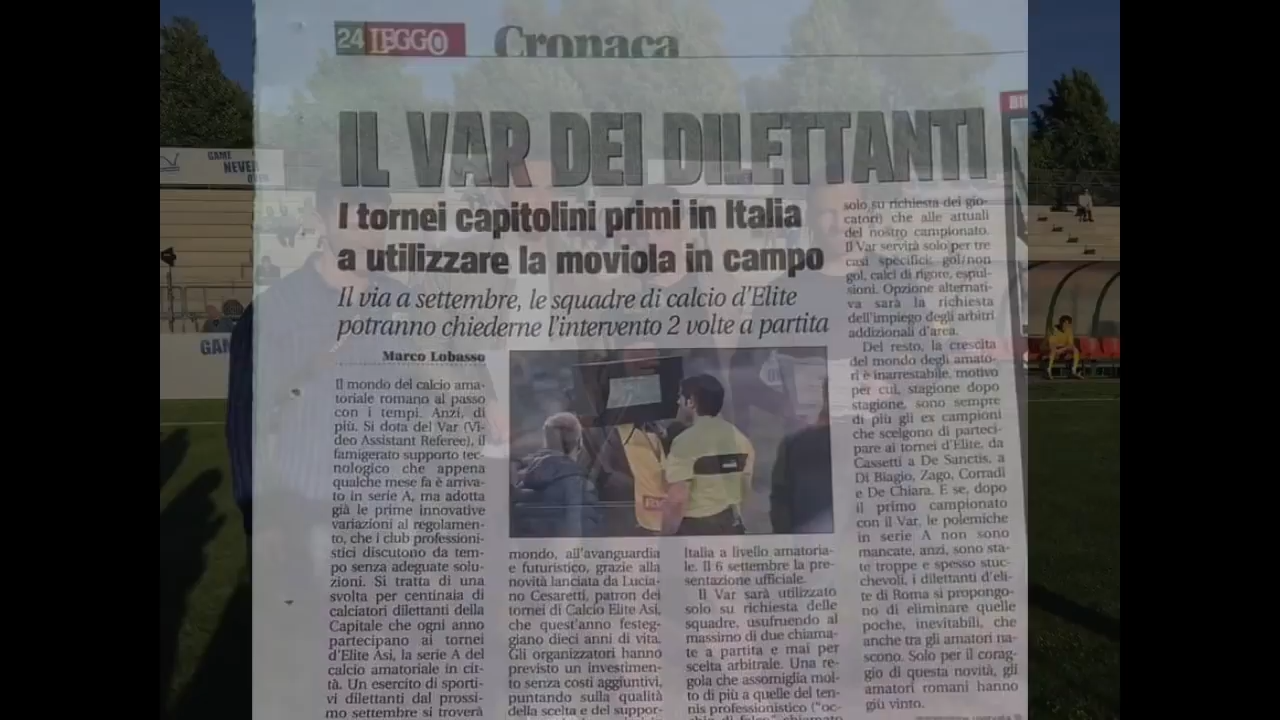 24 LEGGO
Cronaca
IL VAR DEI DILETTANTI
I tornei capitolini primi in Italia
a utilizzare la moviola in campo
Il via a settembre, le squadre di calcio d'Elite
potranno chiederne l'intervento 2 volte a partita
Marco Lobasso
Il mondo del calcio ama-
toriale romano al passo
con i tempi. Anzi, di
più. Si dota del Var (Vi-
deo Assistant Referee), il
famigerato supporto tec-
nologico che appena
qualche mese fa è arriva-
to in serie A, ma adotta
già le prime innovative
variazioni al regolamen-
to, che i club professioni-
stici discutono da tem-
po senza adeguate solu-
zioni. Si tratta di una
svolta per centinaia di
calciatori dilettanti della
Capitale che ogni anno
partecipano ai tornei
d'Elite Asi, la serie A del
calcio amatoriale in cit-
tà. Un esercito di sporti-
vi dilettanti dal prossi-
mo settembre si troverà
mondo, all'avanguardia
e futuristico, grazie alla
novità lanciata da Lucia-
no Cesaretti, patron dei
tornei di Calcio Elite Asi,
che quest'anno festeg-
giano dieci anni di vita.
Gli organizzatori hanno
previsto un investimen-
to senza costi aggiuntivi,
puntando sulla qualità
della scelta e del suppor-
Italia a livello amatoria-
le. Il 6 settembre la pre-
sentazione ufficiale.
Il Var sarà utilizzato
solo su richiesta delle
squadre, usufruendo al
massimo di due chiama-
te a partita e mai per
scelta arbitrale. Una re-
gola che assomiglia mol-
to di più a quelle del ten-
nis professionistico ("oc-
solo su richiesta dei gio-
catori) che alle attuali
del nostro campionato.
Il Var servirà solo per tre
casi specifici: gol/non
gol, calci di rigore, espul-
sioni. Opzione alternati-
va sarà la richiesta
dell'impiego degli arbitri
addizionali d'area.
Del resto, la crescita
del mondo degli amato-
ri è inarrestabile, motivo
per cui, stagione dopo
stagione, sono sempre
di più gli ex campioni
che scelgono di parteci-
pare ai tornei d'Elite, da
Cassetti a De Sanctis, a
Di Biagio, Zago, Corradi
e De Chiara. E se, dopo
il primo campionato
con il Var, le polemiche
in serie A non sono
mancate, anzi, sono sta-
te troppe e spesso stuc-
chevoli, i dilettanti d'eli-
te di Roma si propongo-
no di eliminare quelle
poche, inevitabili, che
anche tra gli amatori na-
scono. Solo per il corag-
gio di questa novità, gli
amatori romani hanno
già vinto.
GAME
NEVER
GAM